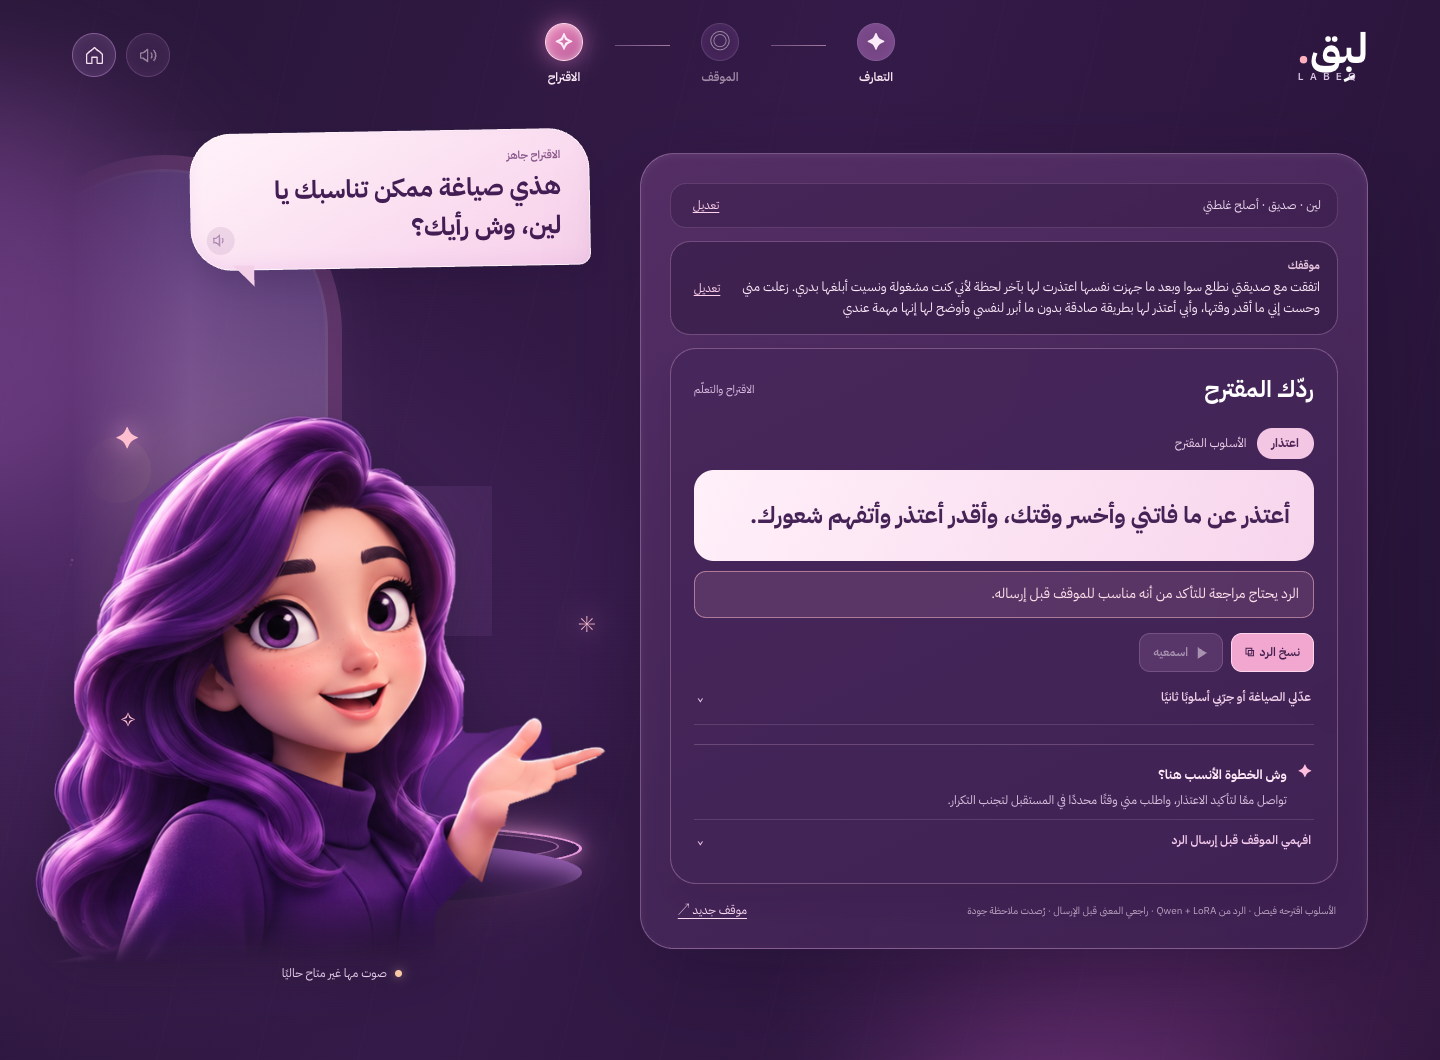 لبق.
LABEQ
التعارف
الموقف
الاقتراح
الاقتراح جاهز
هذي صياغة ممكن تناسبك يا
لين، وش رأيك؟
لين · صديق · أصلح غلطتي
تعديل
موقفك
اتفقت مع صديقتي نطلع سوا وبعد ما جهزت نفسها اعتذرت لها بآخر لحظة لأني كنت مشغولة ونسيت أبلغها بدري. زعلت مني
وحست إني ما أقدر وقتها، وأبي أعتذر لها بطريقة صادقة بدون ما أبرر لنفسي وأوضح لها إنها مهمة عندي
تعديل
ردّك المقترح
الاقتراح والتعلّم
اعتذار
الأسلوب المقترح
أعتذر عن ما فاتني وأخسر وقتك، وأقدر أعتذر وأتفهم شعورك.
الرد يحتاج مراجعة للتأكد من أنه مناسب للموقف قبل إرساله.
نسخ الرد
اسمعيه
عدّلي الصياغة أو جرّبي أسلوبًا ثانيًا
وش الخطوة الأنسب هنا؟
تواصل معًا لتأكيد الاعتذار، واطلب مني وقتًا محددًا في المستقبل لتجنب التكرار.
افهمي الموقف قبل إرسال الرد
الأسلوب اقترحه فيصل · الرد من Qwen + LoRA · راجعي المعنى قبل الإرسال · رُصدت ملاحظة جودة
موقف جديد ↗
صوت مها غير متاح حاليًا